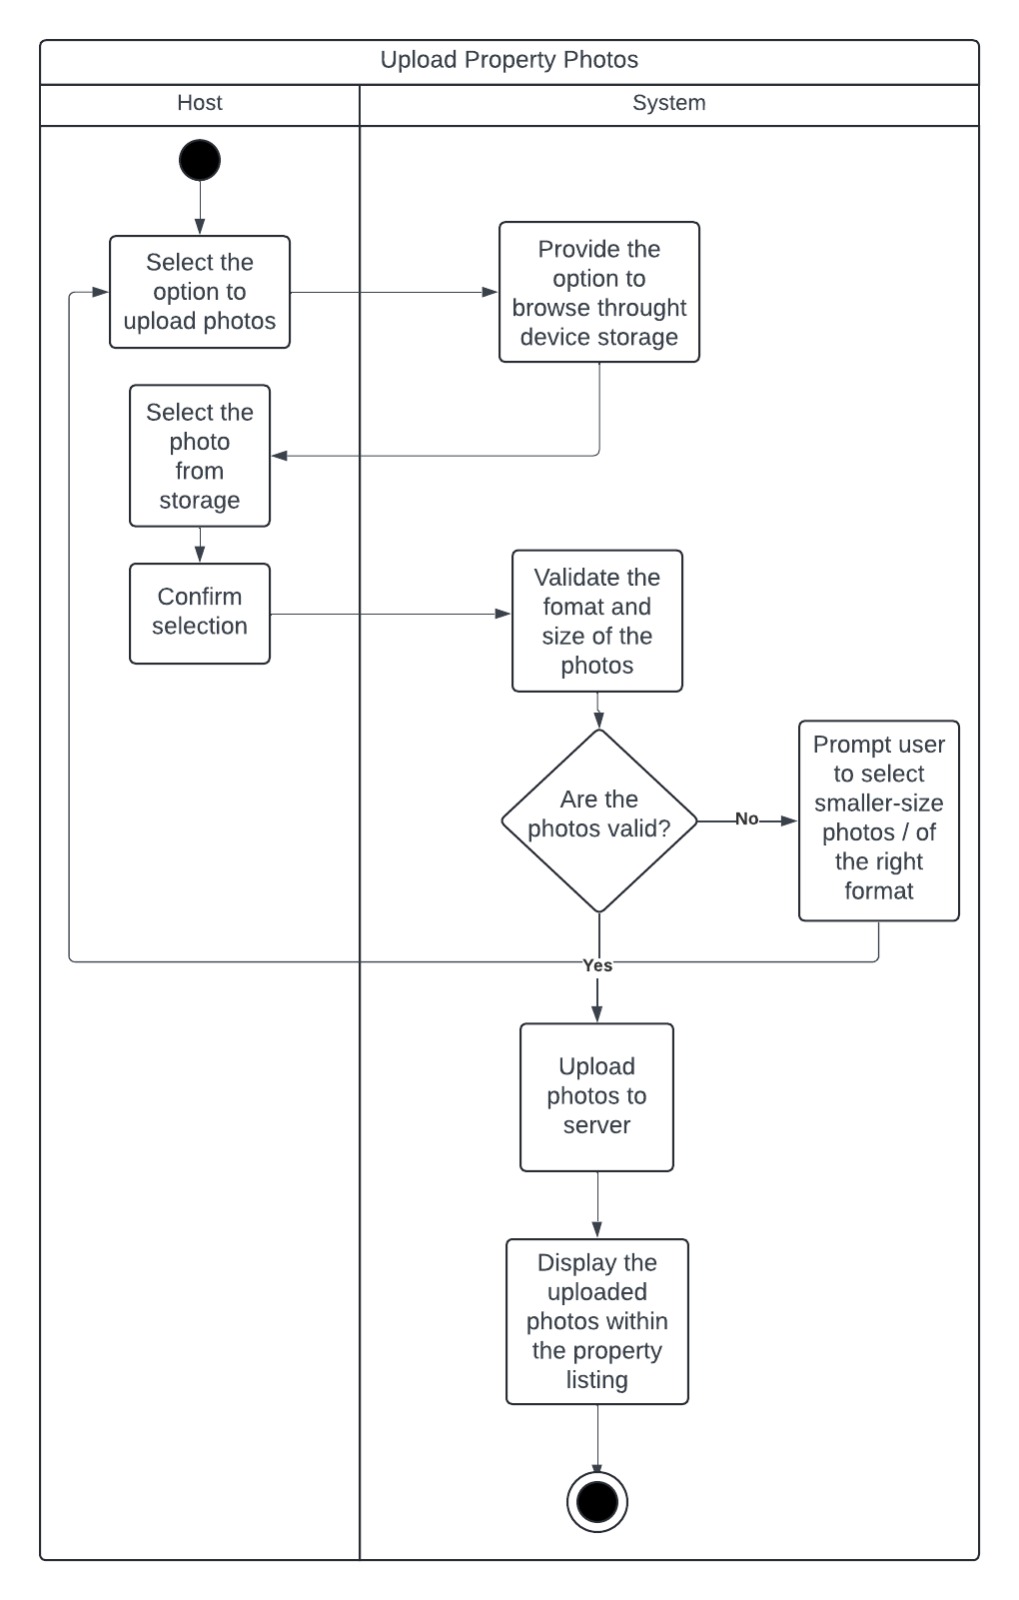 Upload Property Photos
Host
System
Select the
option to
upload photos
Provide the
option to
browse throught
device storage
Select the
photo
from
storage
Confirm
selection
Validate the
fomat and
size of the
photos
Are the
photos valid?
No
Prompt user
to select
smaller-size
photos / of
the right
format
Yes
Upload
photos to
server
Display the
uploaded
photos within
the property
listing